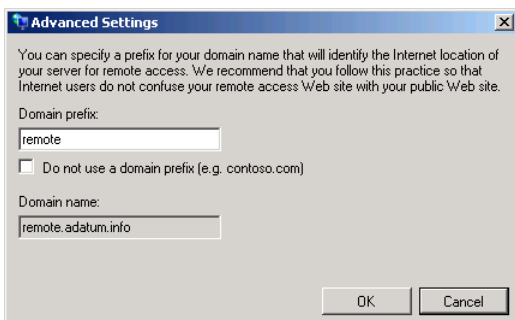 Advanced Settings
You can specify a prefix for your domain name that will identify the Internet location of
your server for remote access. We recommend that you follow this practice so that
Internet users do not confuse your remote access Web site with your public Web site.
Domain prefix:
remote
Do not use a domain prefix (e.g. contoso.com)
Domain name:
remote.adatum.info
OK
Cancel